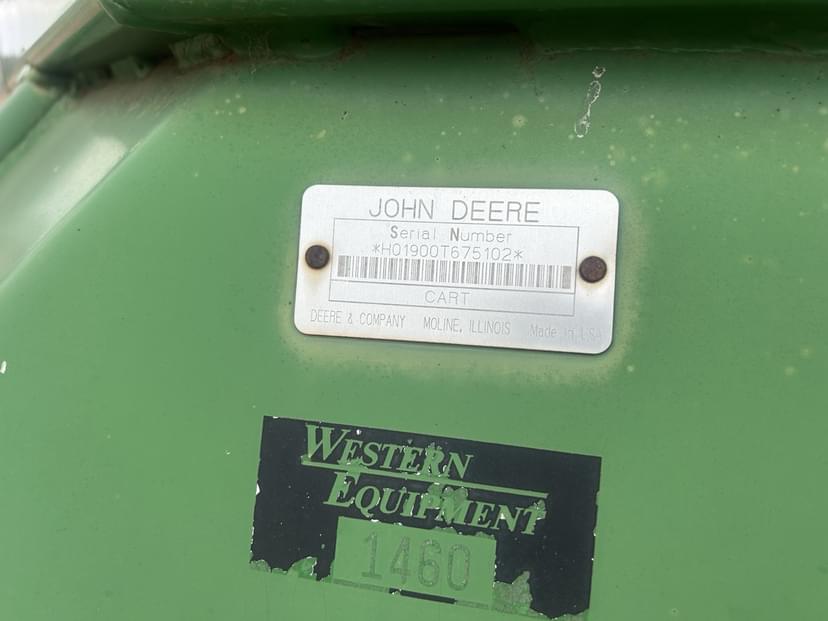 JOHN DEERE
Serial Number
*H01900T675102*
CART
DEERE & COMPANY MOLINE, ILLINOIS Made in USA
WESTERN
EQUIPMENT
1460